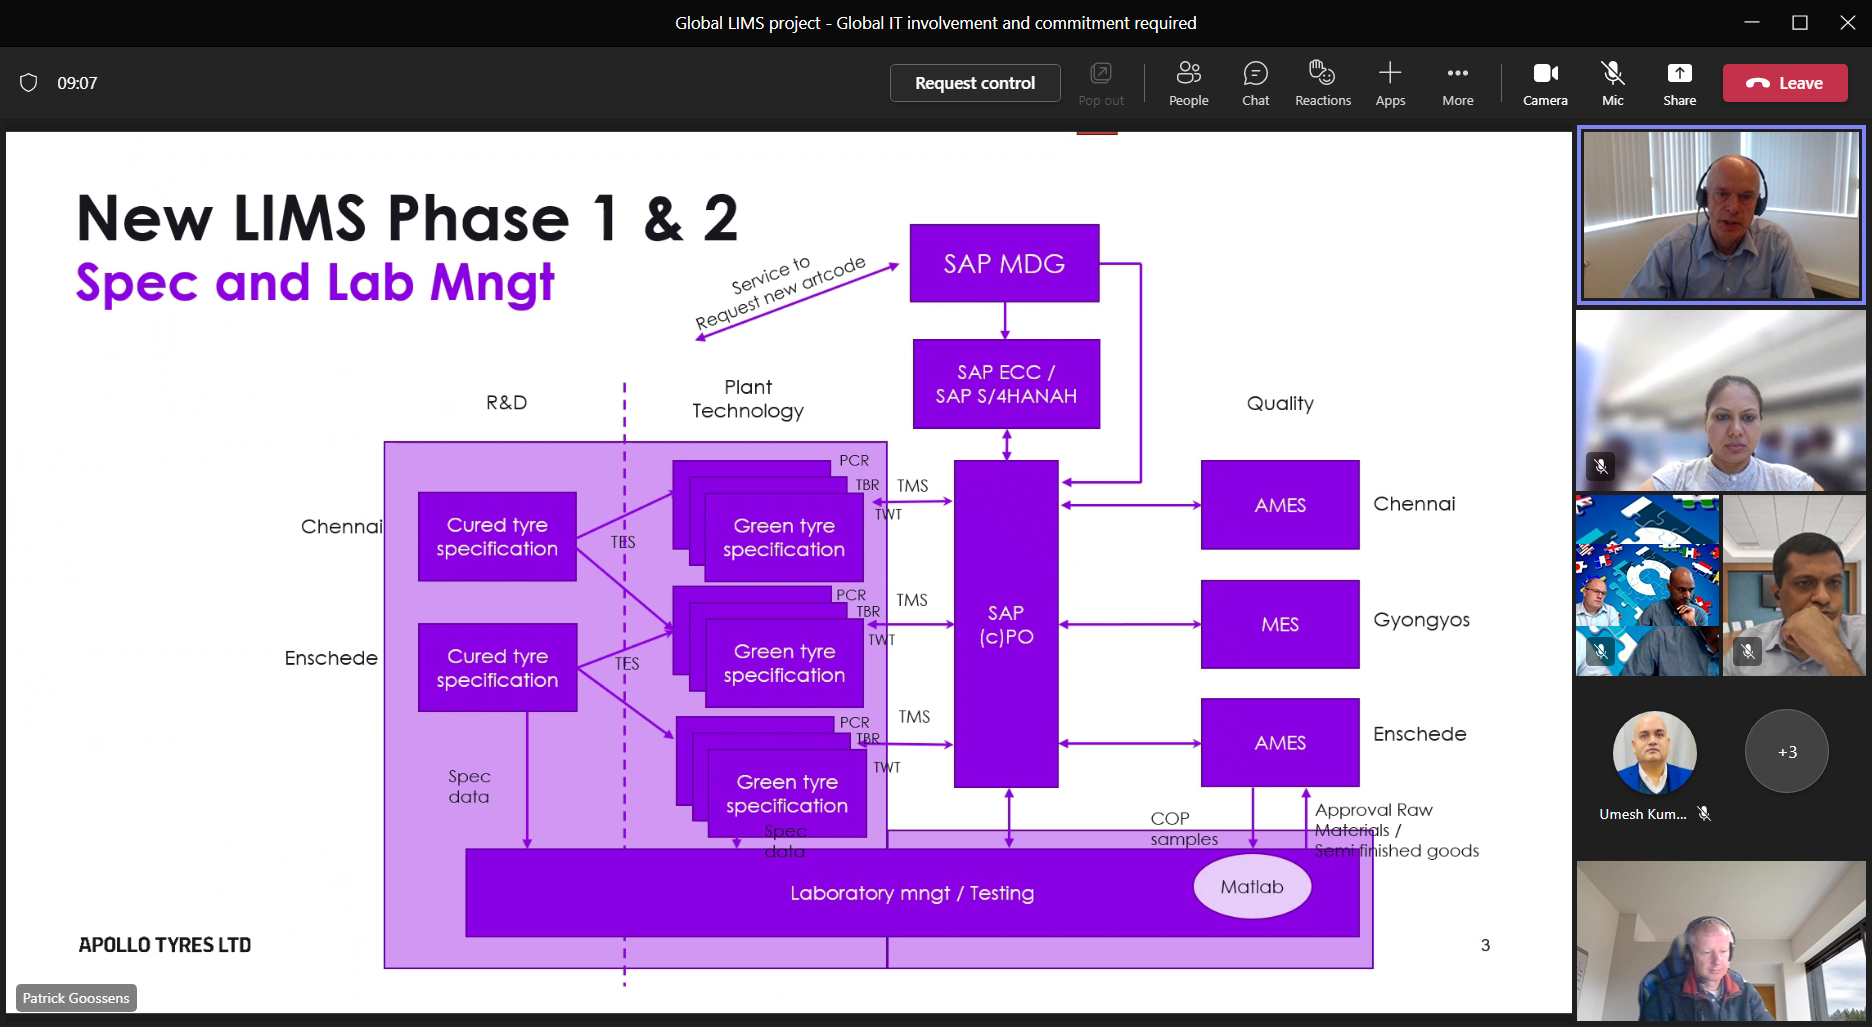 Global LIMS project - Global IT involvement and commitment required
09:07
Request control
Pop out
People
Chat
Reactions
Apps
More
Camera
Mic
Share
Leave
New LIMS Phase 1 & 2
Spec and Lab Mngt
Service to
Request new artcode
SAP MDG
SAP ECC /
SAP S/4HANAH
R&D
Plant
Technology
Quality
Chennai
Cured tyre
specification
TES
PCR
TBR
TWT
Green tyre
specification
TMS
AMES
Chennai
Enschede
Cured tyre
specification
TES
PCR
TBR
TWT
Green tyre
specification
TMS
SAP
(c)PO
MES
Gyongyos
PCR
TBR
TWT
Green tyre
specification
TMS
AMES
Enschede
Spec
data
Spec
data
COP
samples
Approval Raw
Materials /
Semi finished goods
Laboratory mngt / Testing
Matlab
APOLLO TYRES LTD
3
Patrick Goossens
Umesh Kum...
+3